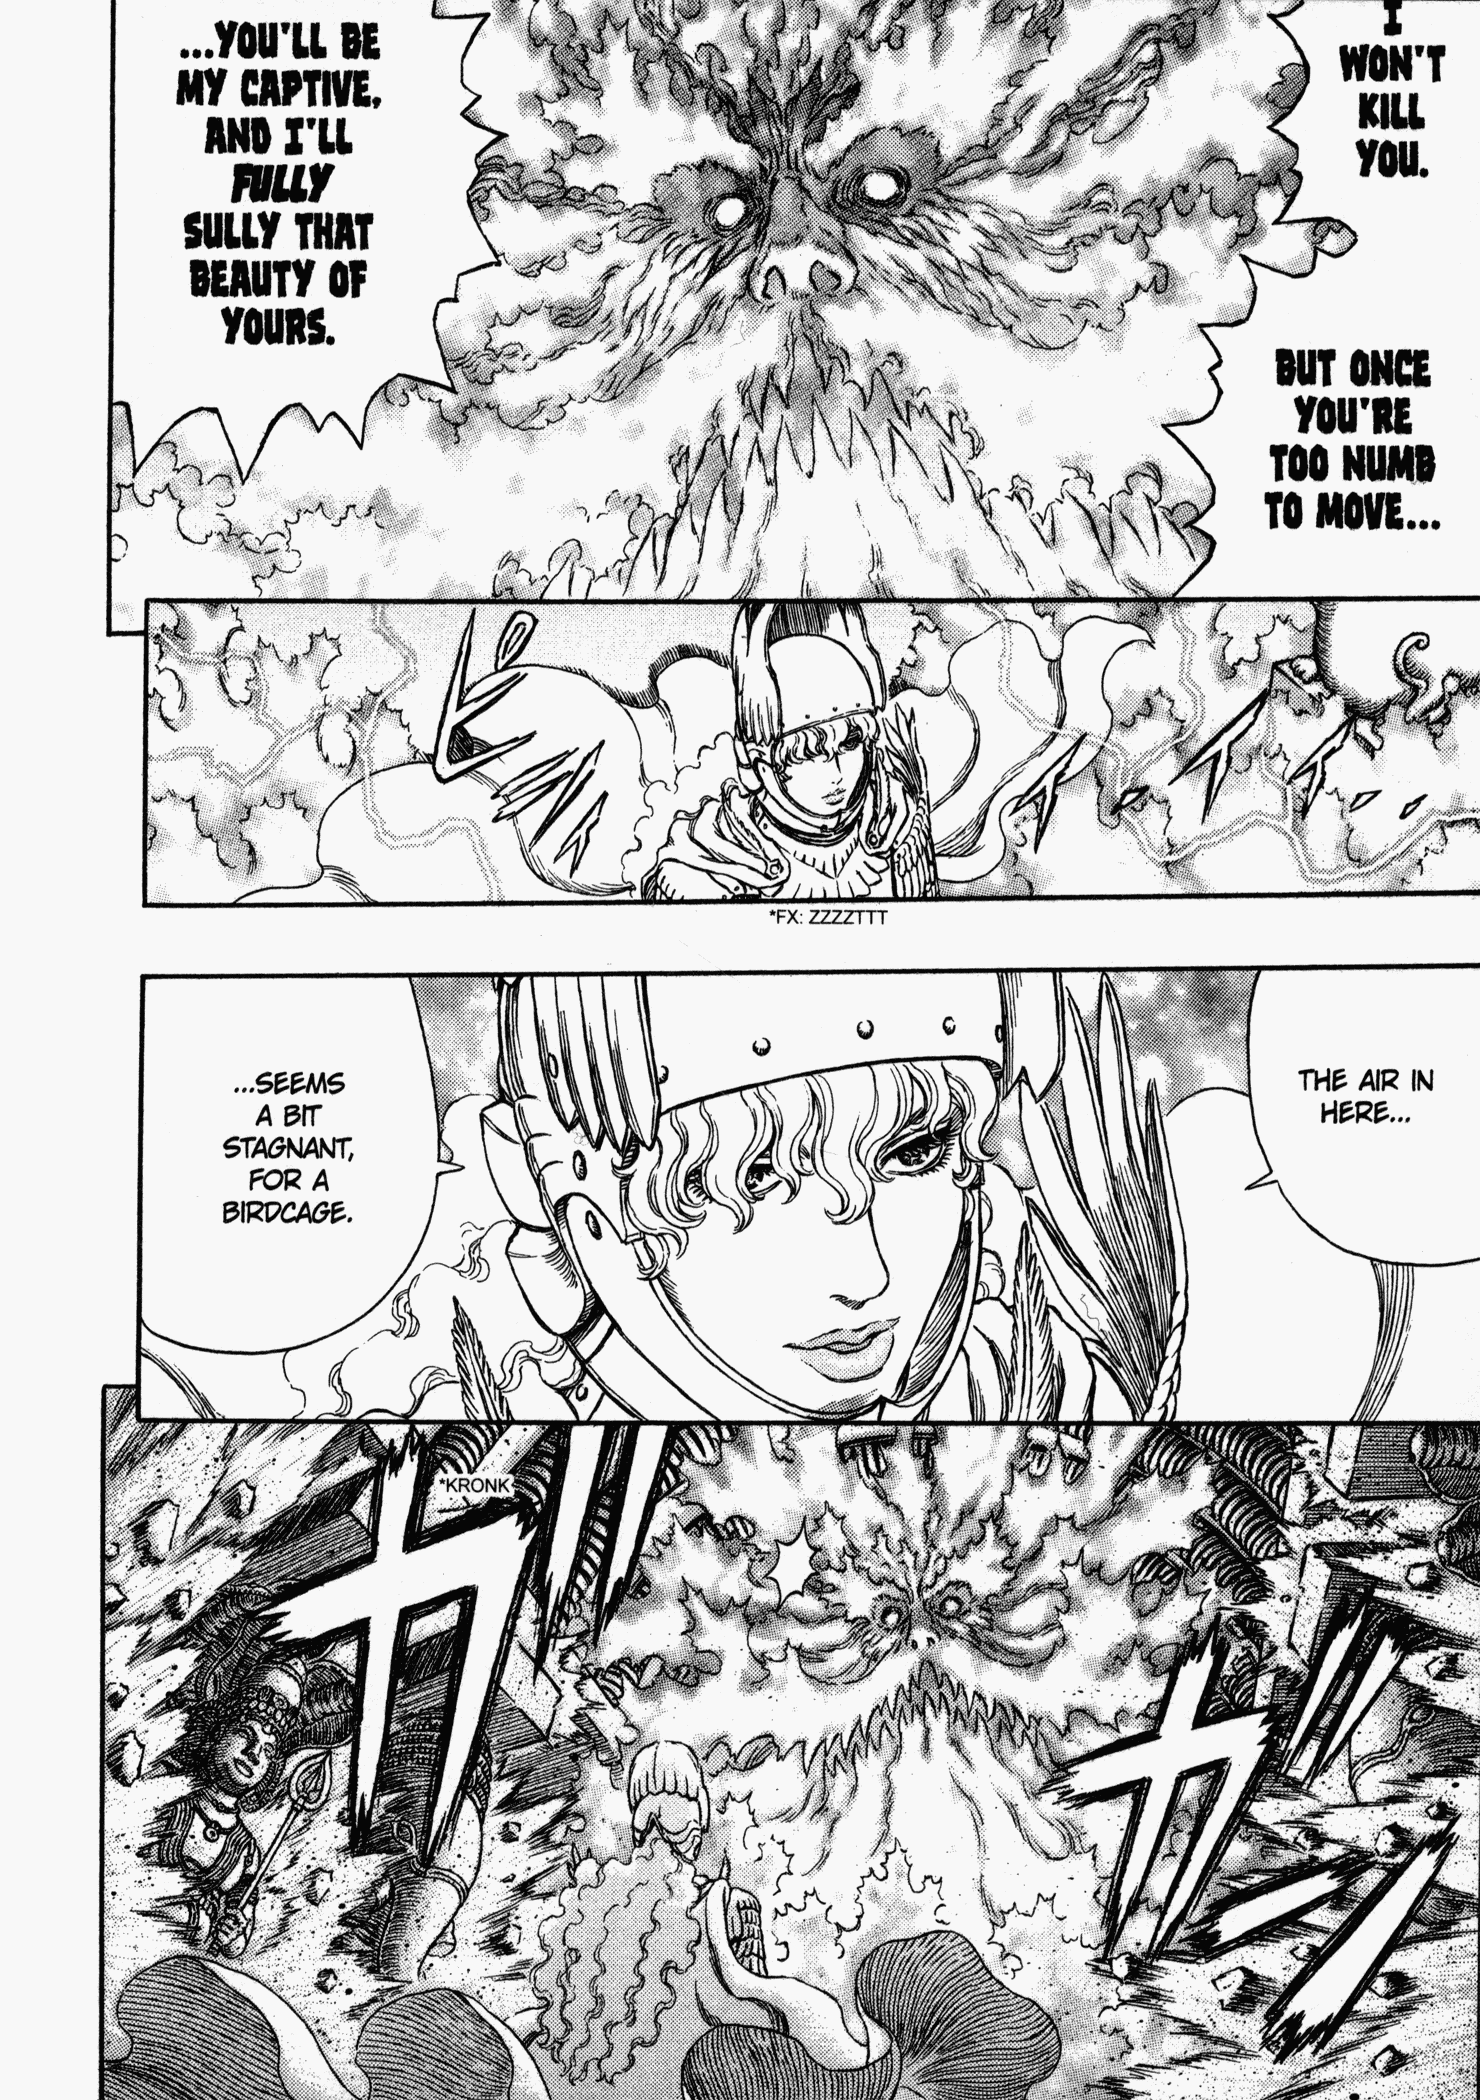 I
WON'T
KILL
YOU.
BUT ONCE
YOU'RE
TOO NUMB
TO MOVE...
...YOU'LL BE
MY CAPTIVE,
AND I'LL
FULLY
SULLY THAT
BEAUTY OF
YOURS.
*FX: ZZZZTTT
THE AIR IN
HERE...
...SEEMS
A BIT
STAGNANT,
FOR A
BIRDCAGE.
*KRONK